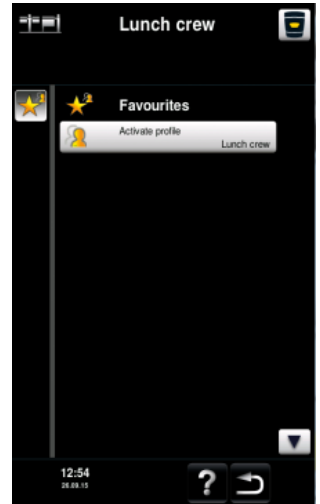 Lunch crew
Favourites
Activate profile
Lunch crew
12:54
26.09.15
?